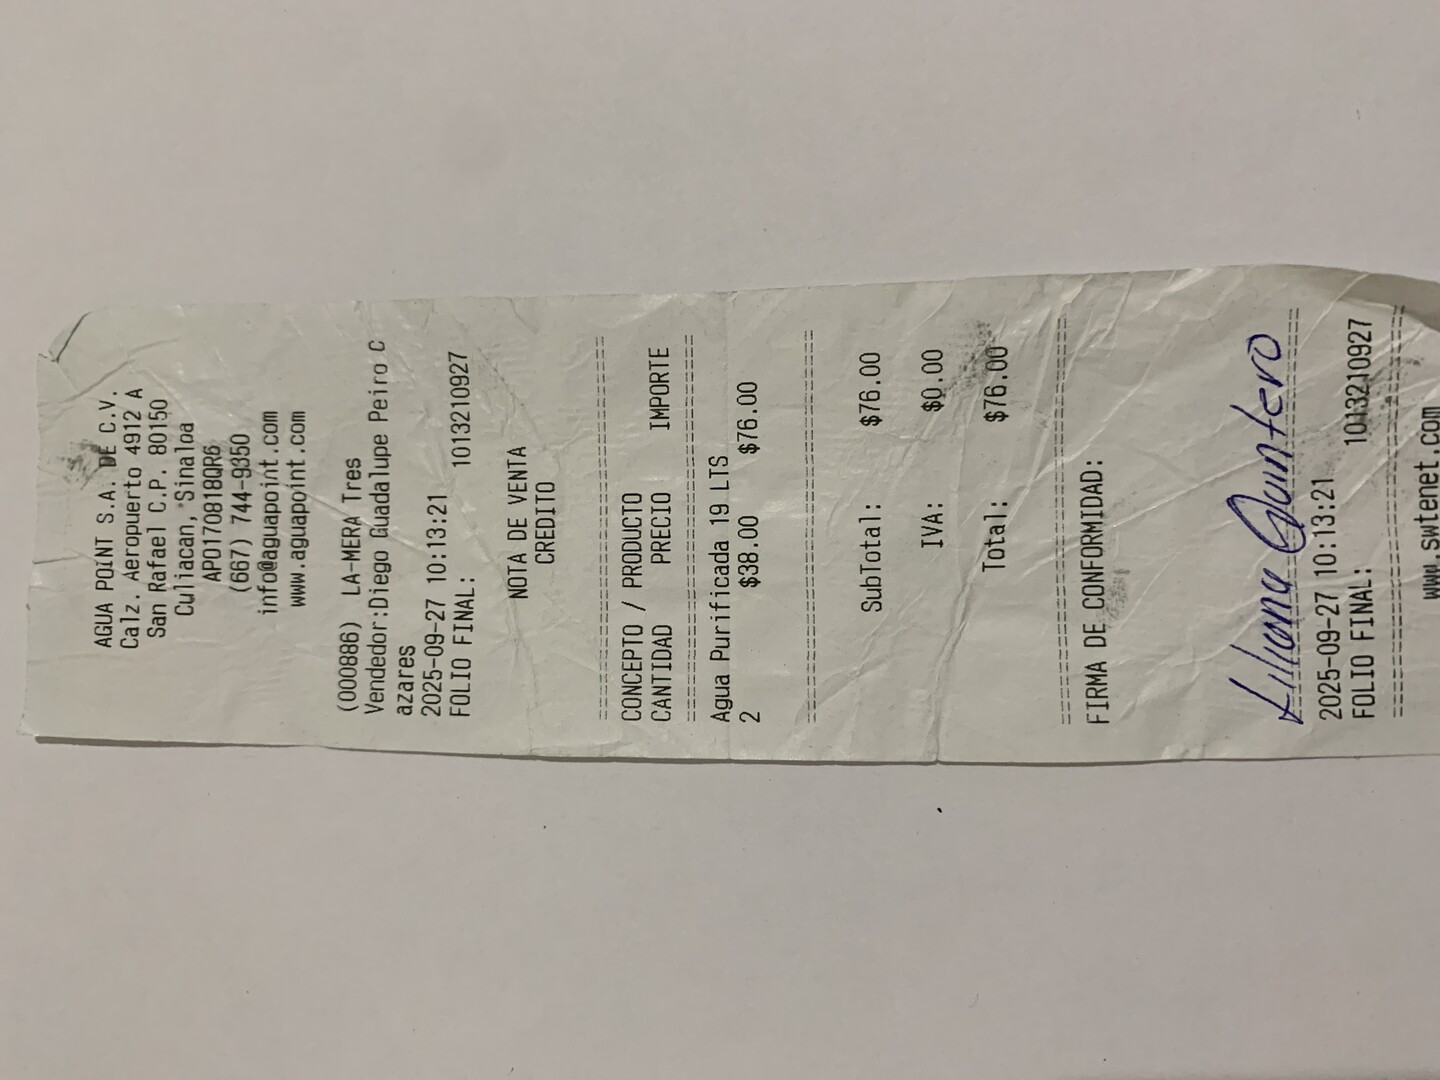 AGUA POINT S.A. DE C.V.
Calz. Aeropuerto 4912 A
San Rafael C.P. 80150
Culiacan, Sinaloa
APO170818QR6
(667) 744-9350
info@aguapoint.com
www.aguapoint.com
(000886) LA-MERA Tres
Vendedor:Diego Guadalupe Peiro C
azares
2025-09-27 10:13:21
FOLIO FINAL: 1013210927
NOTA DE VENTA
CREDITO
CONCEPTO / PRODUCTO
CANTIDAD PRECIO IMPORTE
Agua Purificada 19 LTS
2 $38.00 $76.00
SubTotal: $76.00
IVA: $0.00
Total: $76.00
FIRMA DE CONFORMIDAD:
Liliana Quintero
2025-09-27 10:13:21
FOLIO FINAL: 1013210927
www.swtenet.com